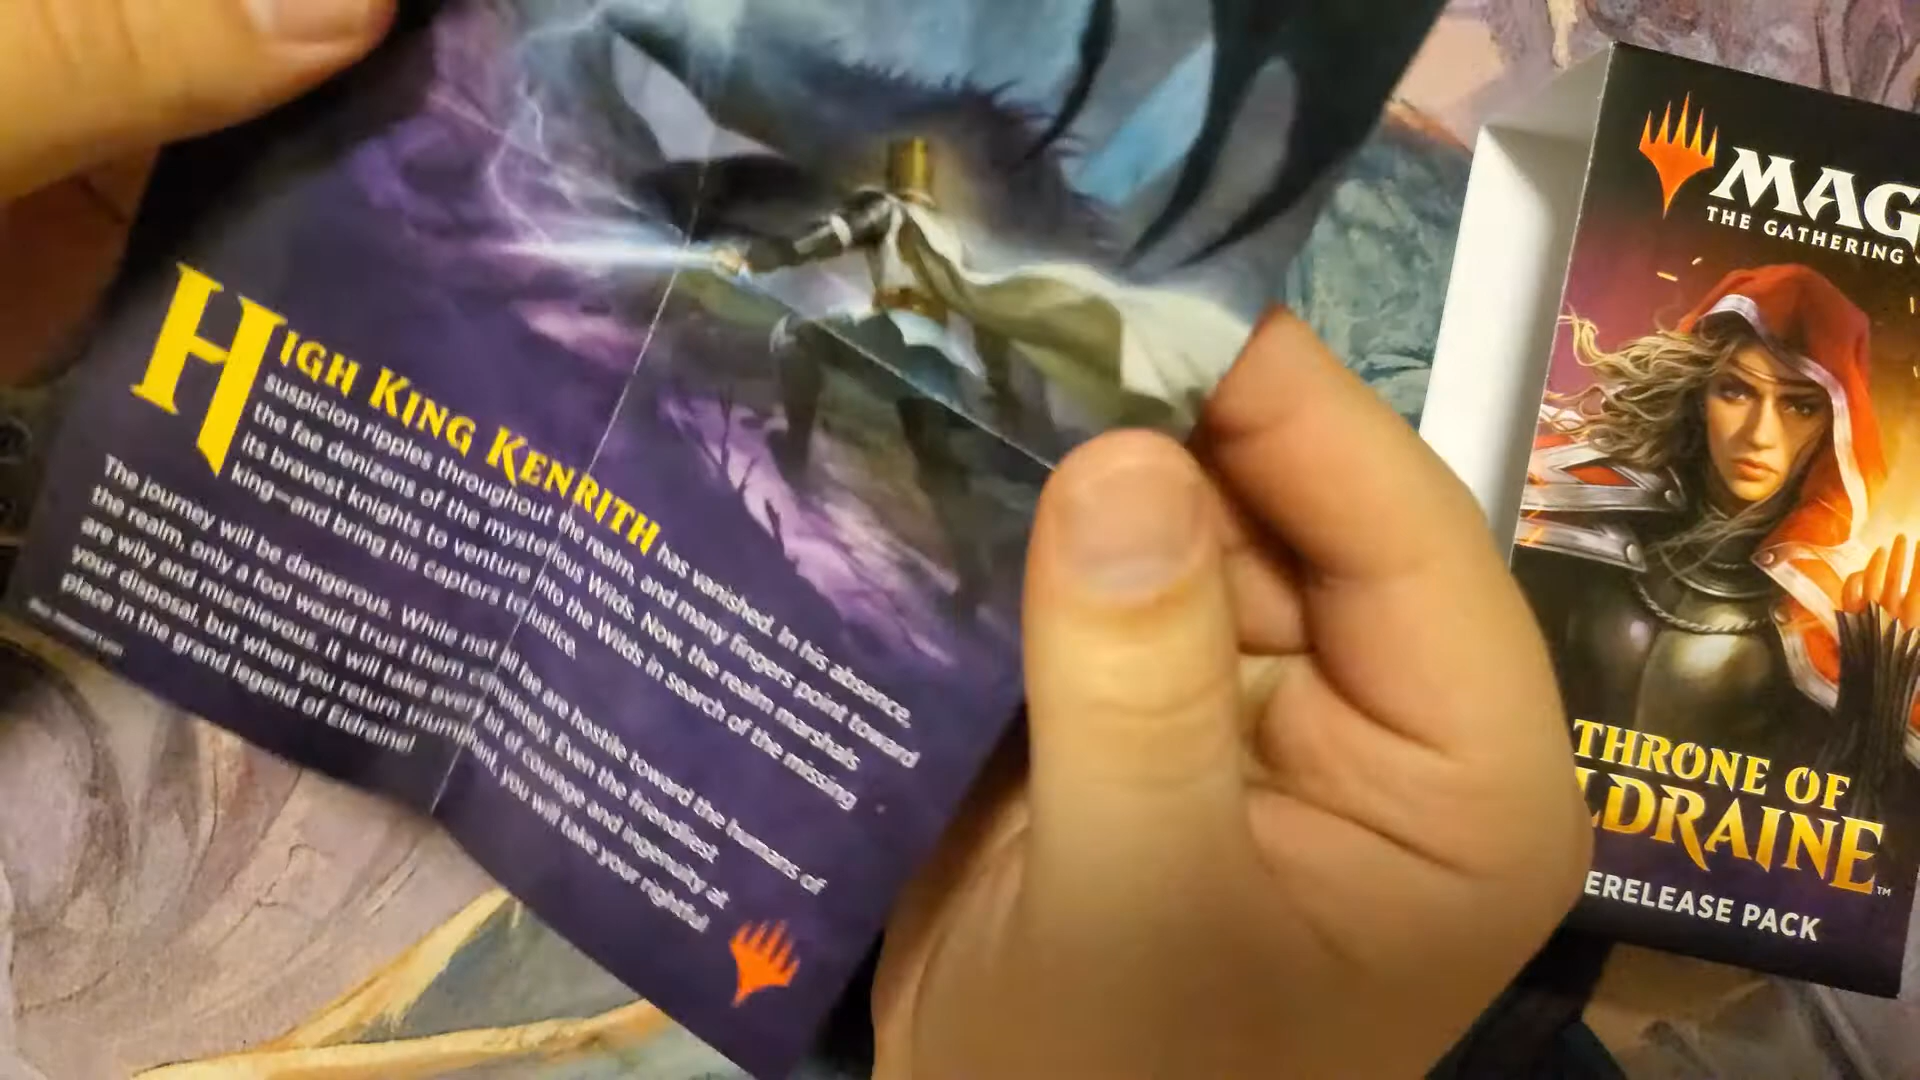 HIGH KING KENRITH has vanished. In his absence,
suspicion ripples throughout the realm, and many fingers point toward
the fae denizens of the mysterious Wilds. Now, the realm marshals
its bravest knights to venture into the Wilds in search of the missing
king—and bring his captors to justice.
The journey will be dangerous. While not all fae are hostile toward the humans of
the realm, only a fool would trust them completely. Even the friendliest
are wily and mischievous. It will take every bit of courage and ingenuity at
your disposal, but when you return triumphant, you will take your rightful
place in the grand legend of Eldraine!
MAG
THE GATHERING
THRONE OF
LDRAINE™
ERELEASE PACK